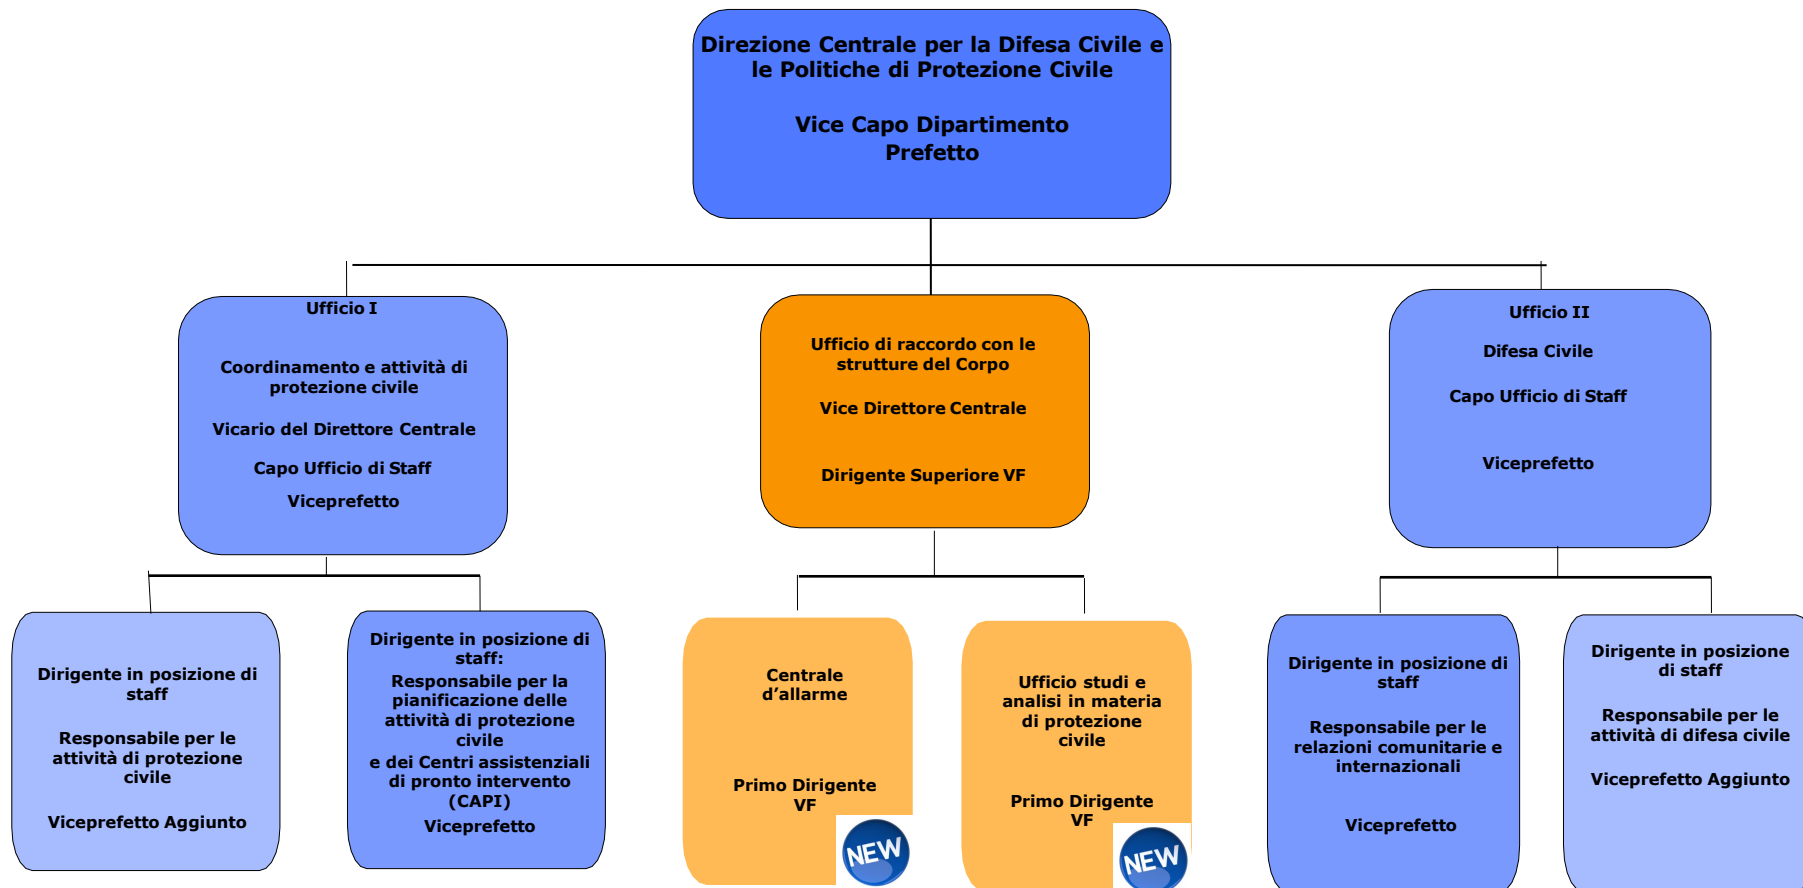 Direzione Centrale per la Difesa Civile e
le Politiche di Protezione Civile
Vice Capo Dipartimento
Prefetto
Ufficio I
Coordinamento e attività di
protezione civile
Vicario del Direttore Centrale
Capo Ufficio di Staff
Viceprefetto
Ufficio di raccordo con le
strutture del Corpo
Vice Direttore Centrale
Dirigente Superiore VF
Ufficio II
Difesa Civile
Capo Ufficio di Staff
Viceprefetto
Dirigente in posizione di
staff
Responsabile per le
attività di protezione
civile
Viceprefetto Aggiunto
Dirigente in posizione di
staff:
Responsabile per la
pianificazione delle
attività di protezione
civile
e dei Centri assistenziali
di pronto intervento
(CAPI)
Viceprefetto
Centrale
d’allarme
Primo Dirigente
VF
NEW
Ufficio studi e
analisi in materia
di protezione
civile
Primo Dirigente
VF
NEW
Dirigente in posizione di
staff
Responsabile per le
relazioni comunitarie e
internazionali
Viceprefetto
Dirigente in posizione
di staff
Responsabile per le
attività di difesa civile
Viceprefetto Aggiunto